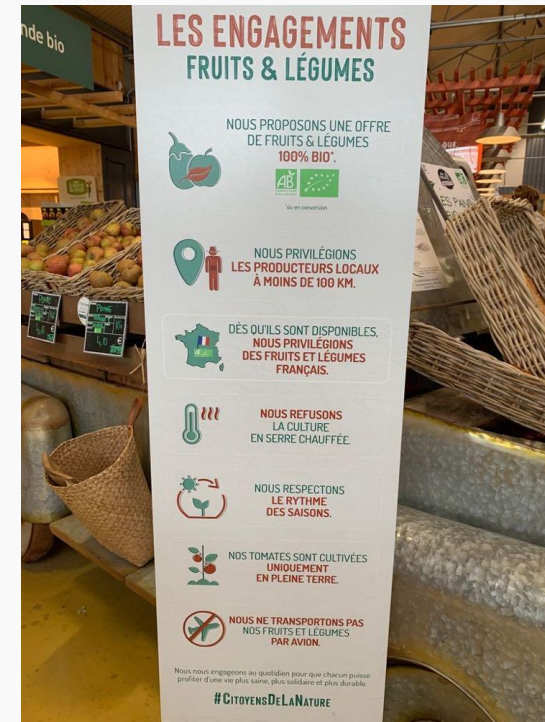 nde bio
LES ENGAGEMENTS
FRUITS & LÉGUMES
NOUS PROPOSONS UNE OFFRE
DE FRUITS & LÉGUMES
100% BIO*.
AB
*ou en conversion
NOUS PRIVILÉGIONS
LES PRODUCTEURS LOCAUX
À MOINS DE 100 KM.
DÈS QU'ILS SONT DISPONIBLES,
NOUS PRIVILÉGIONS
DES FRUITS ET LÉGUMES
FRANÇAIS.
NOUS REFUSONS
LA CULTURE
EN SERRE CHAUFFÉE.
NOUS RESPECTONS
LE RYTHME
DES SAISONS.
NOS TOMATES SONT CULTIVÉES
UNIQUEMENT
EN PLEINE TERRE.
NOUS NE TRANSPORTONS PAS
NOS FRUITS ET LÉGUMES
PAR AVION.
Nous nous engageons au quotidien pour que chacun puisse
profiter d'une vie plus saine, plus solidaire et plus durable.
#CITOYENSDELANATURE